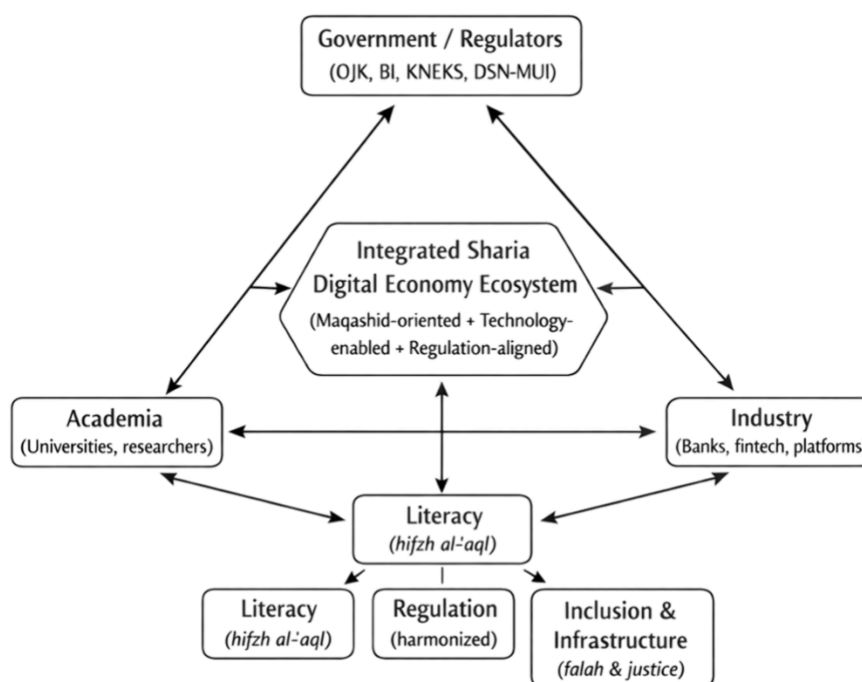 Government / Regulators
(OJK, BI, KNEKS, DSN-MUI)
Integrated Sharia
Digital Economy Ecosystem
(Maqashid-oriented + Technology-
enabled + Regulation-aligned)
Academia
(Universities, researchers)
Industry
(Banks, fintech, platforms
Literacy
(hifzh al-'aql)
Literacy
(hifzh al-'aql)
Regulation
(harmonized)
Inclusion &
Infrastructure
(falah & justice)